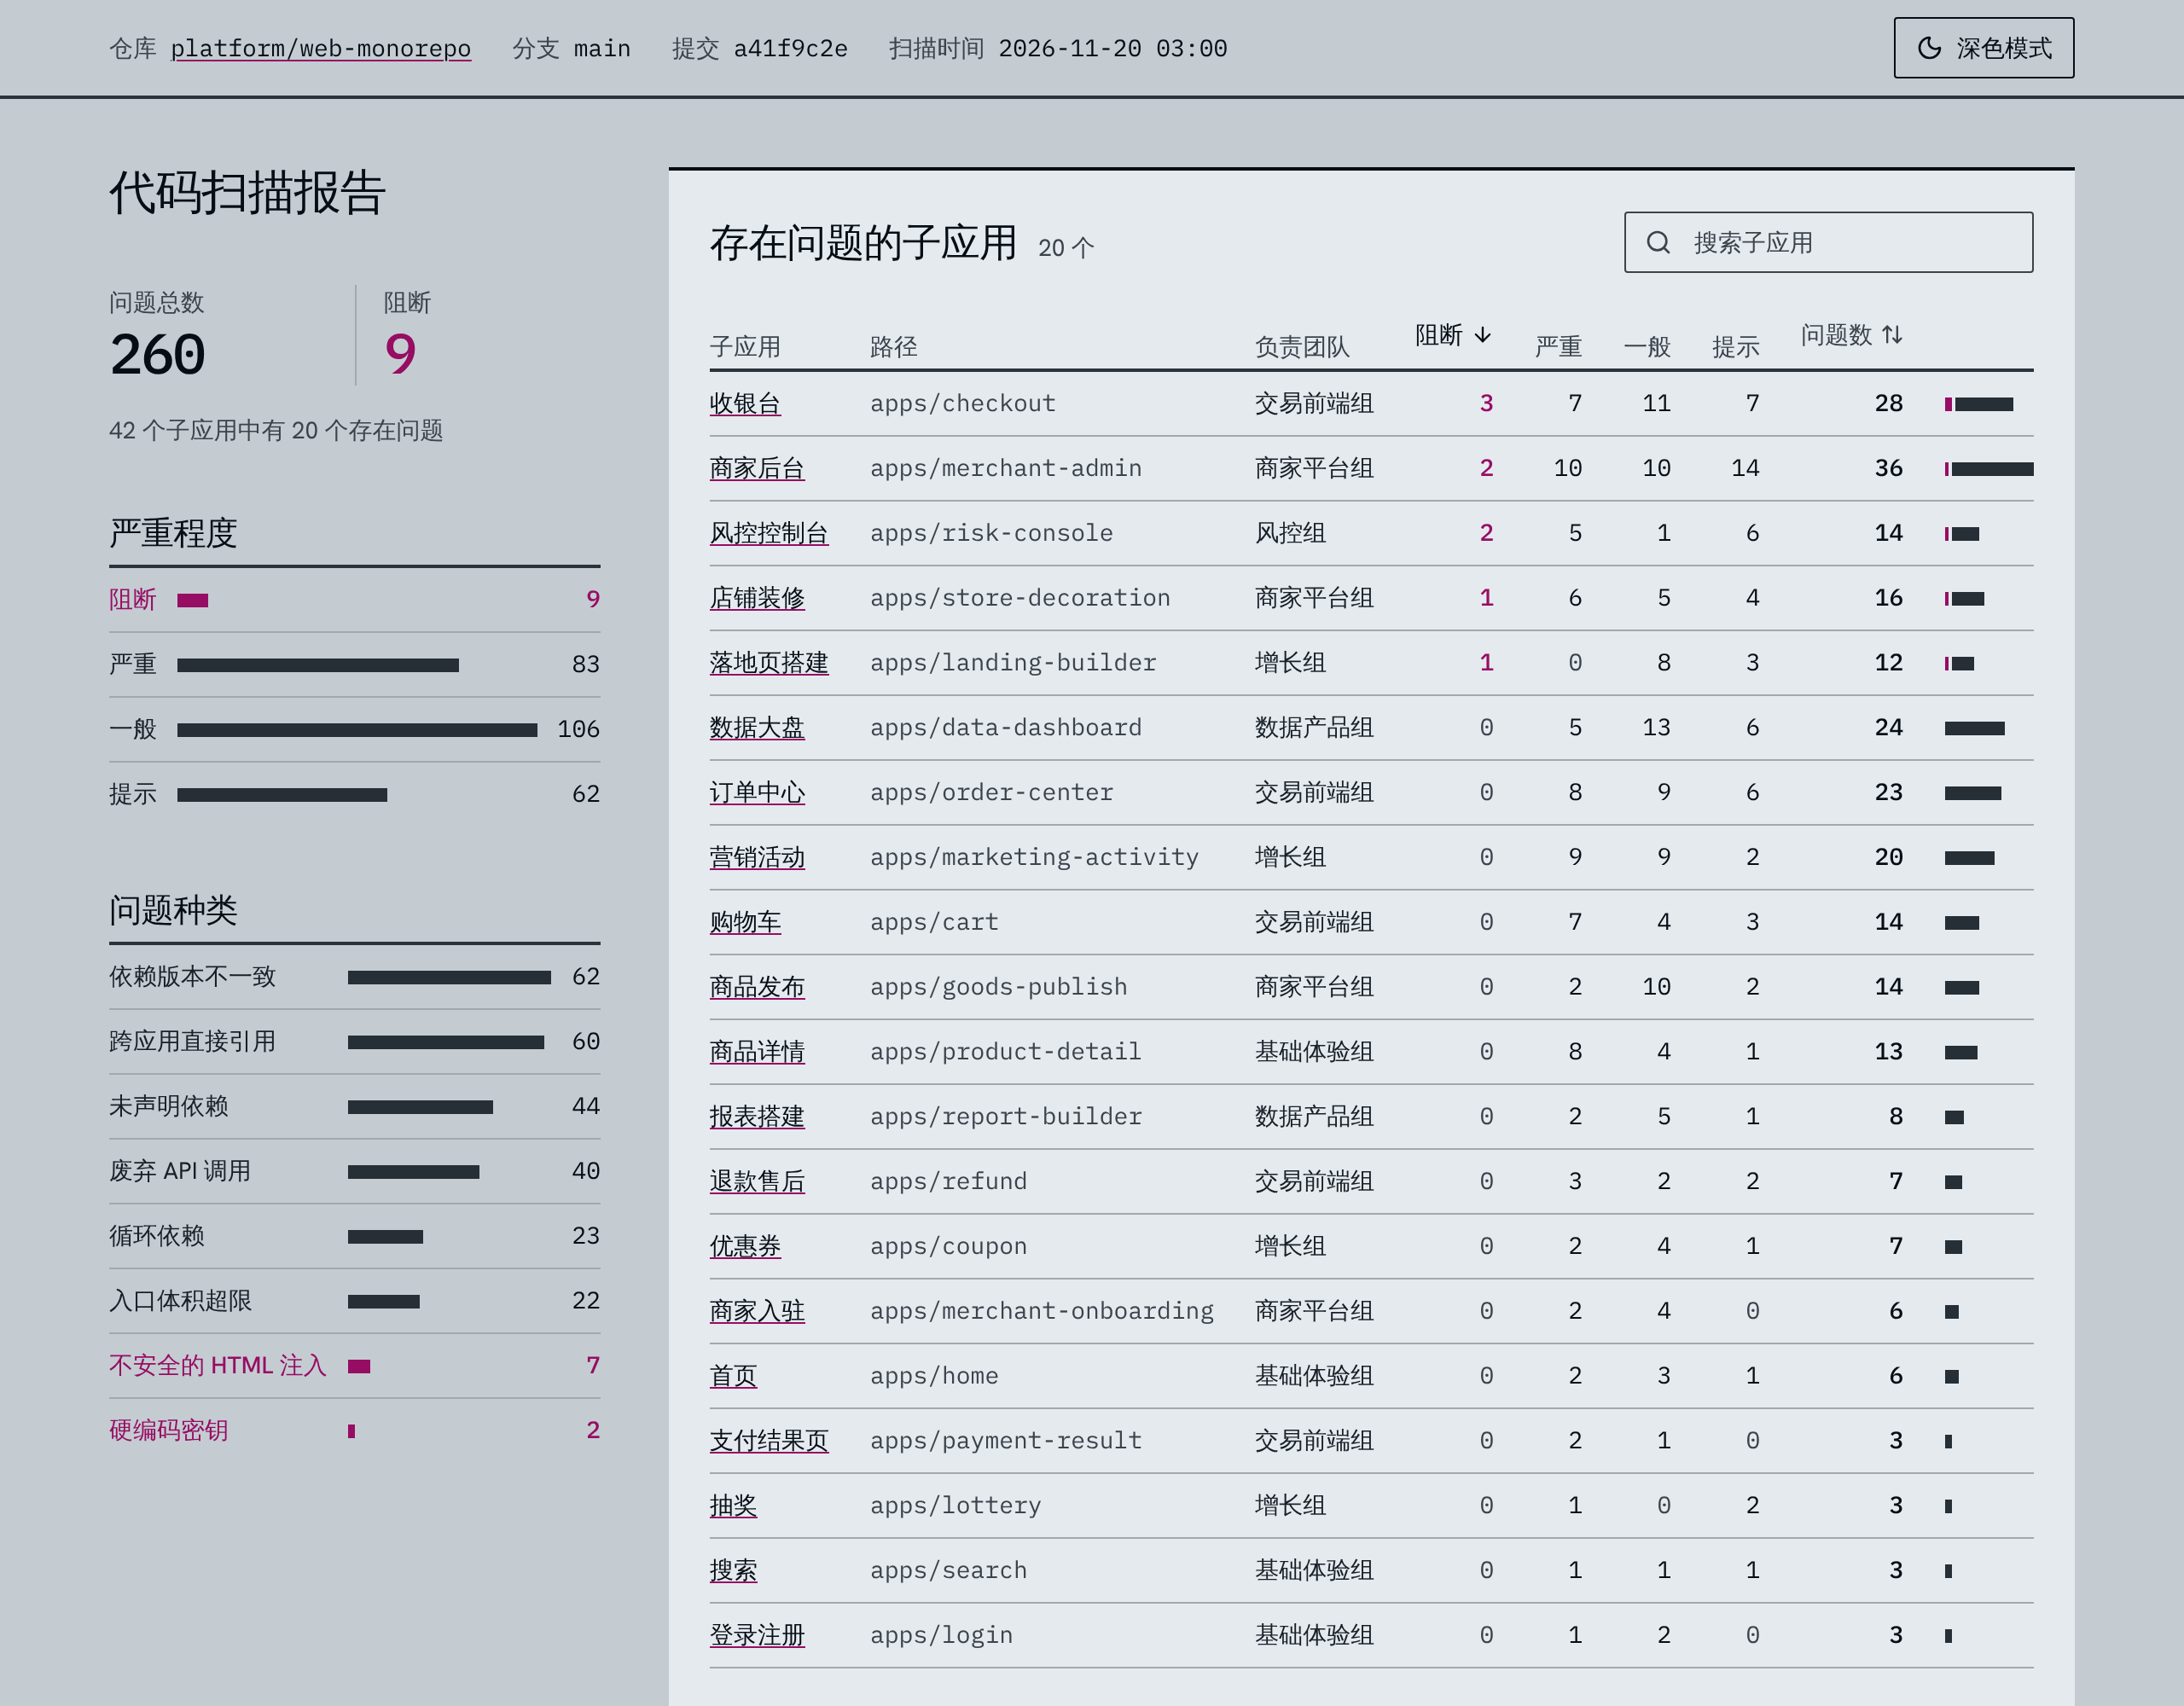 仓库 platform/web-monorepo 分支 main 提交 a41f9c2e 扫描时间 2026-11-20 03:00 深色模式
代码扫描报告
问题总数 阻断
260 9
42 个子应用中有 20 个存在问题
严重程度
阻断 9
严重 83
一般 106
提示 62
问题种类
依赖版本不一致 62
跨应用直接引用 60
未声明依赖 44
废弃 API 调用 40
循环依赖 23
入口体积超限 22
不安全的 HTML 注入 7
硬编码密钥 2
存在问题的子应用 20 个 搜索子应用
子应用 路径 负责团队 阻断 严重 一般 提示 问题数
收银台 apps/checkout 交易前端组 3 7 11 7 28
商家后台 apps/merchant-admin 商家平台组 2 10 10 14 36
风控控制台 apps/risk-console 风控组 2 5 1 6 14
店铺装修 apps/store-decoration 商家平台组 1 6 5 4 16
落地页搭建 apps/landing-builder 增长组 1 0 8 3 12
数据大盘 apps/data-dashboard 数据产品组 0 5 13 6 24
订单中心 apps/order-center 交易前端组 0 8 9 6 23
营销活动 apps/marketing-activity 增长组 0 9 9 2 20
购物车 apps/cart 交易前端组 0 7 4 3 14
商品发布 apps/goods-publish 商家平台组 0 2 10 2 14
商品详情 apps/product-detail 基础体验组 0 8 4 1 13
报表搭建 apps/report-builder 数据产品组 0 2 5 1 8
退款售后 apps/refund 交易前端组 0 3 2 2 7
优惠券 apps/coupon 增长组 0 2 4 1 7
商家入驻 apps/merchant-onboarding 商家平台组 0 2 4 0 6
首页 apps/home 基础体验组 0 2 3 1 6
支付结果页 apps/payment-result 交易前端组 0 2 1 0 3
抽奖 apps/lottery 增长组 0 1 0 2 3
搜索 apps/search 基础体验组 0 1 1 1 3
登录注册 apps/login 基础体验组 0 1 2 0 3